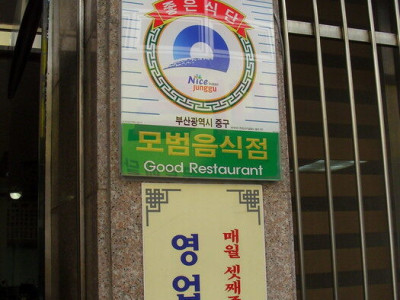 좋은식단
Nice
junggu
부산광역시 중구
모범음식점
Good Restaurant
매월 셋째
영업